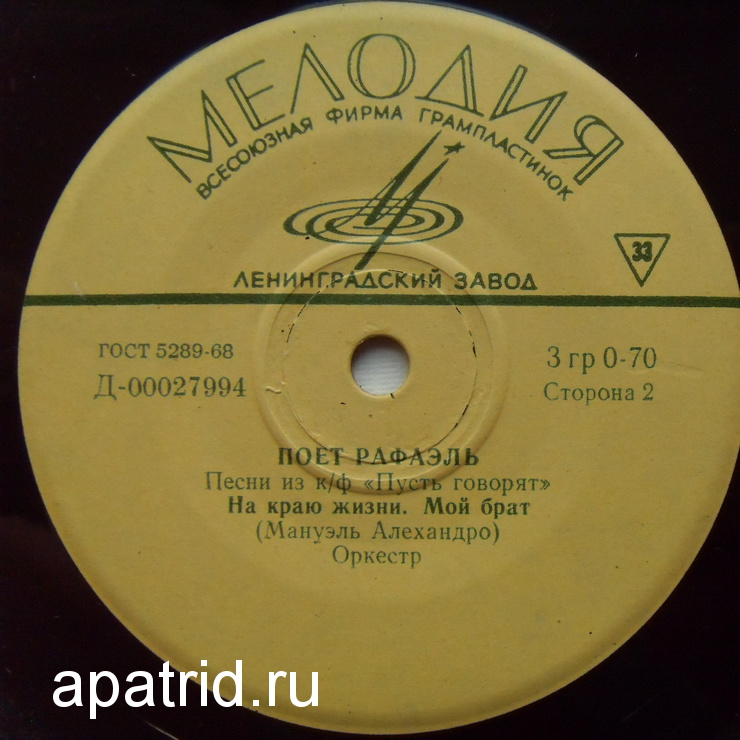 МЕЛОДИЯ
ВСЕСОЮЗНАЯ ФИРМА ГРАМПЛАСТИНОК
33
ЛЕНИНГРАДСКИЙ ЗАВОД
ГОСТ 5289-68
3 гр 0-70
Д-00027994
Сторона 2
ПОЕТ РАФАЭЛЬ
Песни из к/ф «Пусть говорят»
На краю жизни. Мой брат
(Мануэль Алехандро)
Оркестр
apatrid.ru